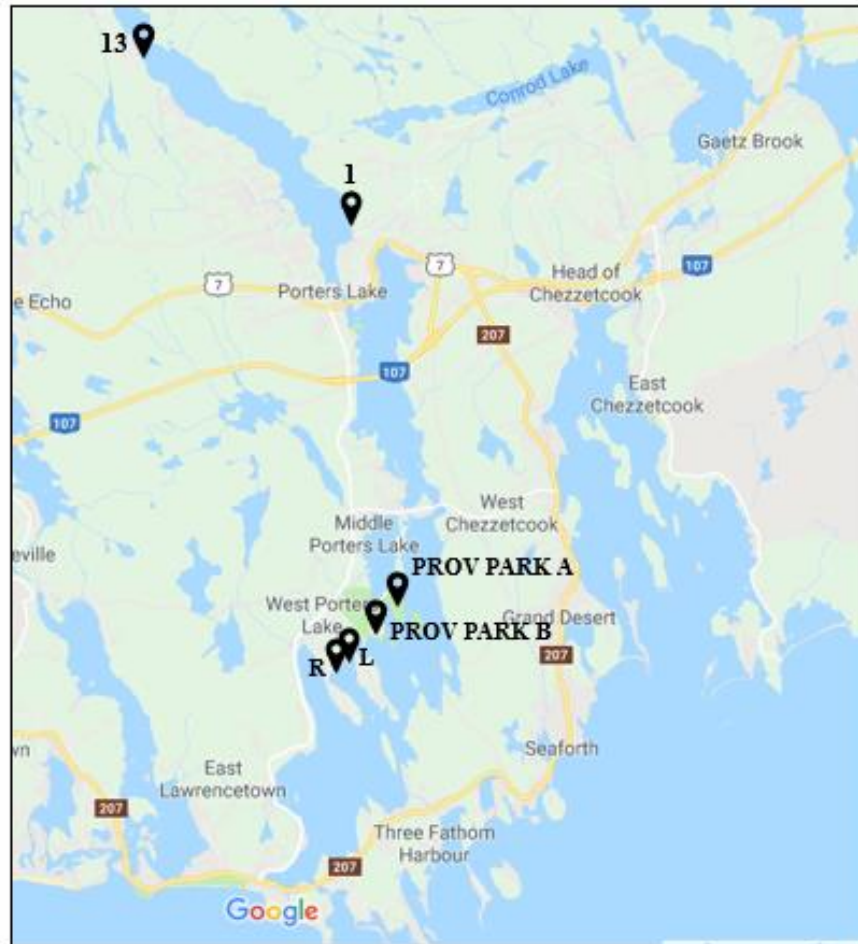 13
Conrod Lake
Gaetz Brook
1
7
7
107
Porters Lake
Head of
Chezzetcook
e Echo
207
107
East
Chezzetcook
107
West
Chezzetcook
Middle
Porters Lake
eville
PROV PARK A
West Porter
Lake
Grand Desert
PROV PARK B
L
R
207
Seaforth
wn
East
Lawrencetown
207
Three Fathom
Harbour
207
Google